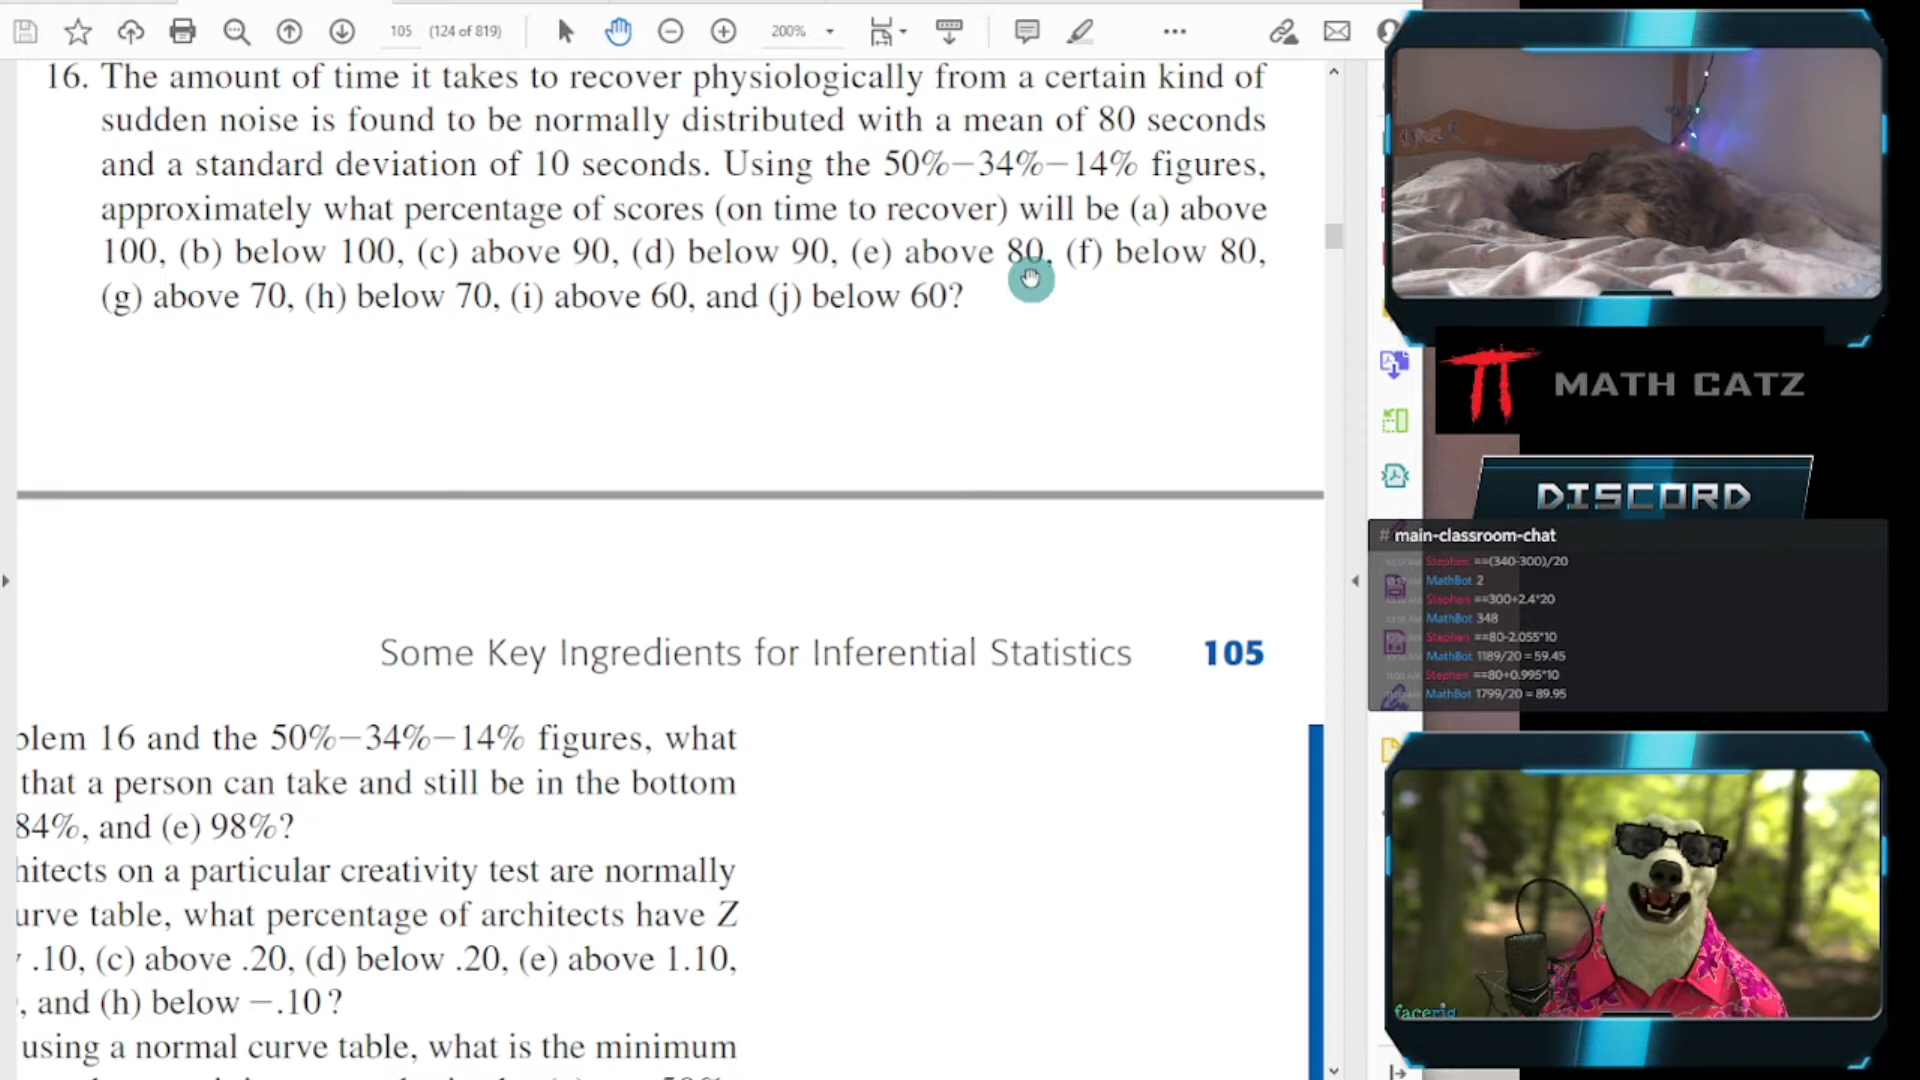 105 (124 of 819) 200%
16. The amount of time it takes to recover physiologically from a certain kind of
sudden noise is found to be normally distributed with a mean of 80 seconds
and a standard deviation of 10 seconds. Using the 50%−34%−14% figures,
approximately what percentage of scores (on time to recover) will be (a) above
100, (b) below 100, (c) above 90, (d) below 90, (e) above 80, (f) below 80,
(g) above 70, (h) below 70, (i) above 60, and (j) below 60?
Some Key Ingredients for Inferential Statistics 105
blem 16 and the 50%−34%−14% figures, what
that a person can take and still be in the bottom
84%, and (e) 98%?
hitects on a particular creativity test are normally
urve table, what percentage of architects have Z
.10, (c) above .20, (d) below .20, (e) above 1.10,
, and (h) below −.10?
using a normal curve table, what is the minimum
MATH CATZ
DISCORD
# main-classroom-chat
Stephen ==(340-300)/20
MathBot 2
Stephen ==300+2.4*20
MathBot 348
Stephen ==80-2.055*10
MathBot 1189/20 = 59.45
Stephen ==80+0.995*10
MathBot 1799/20 = 89.95
facerig